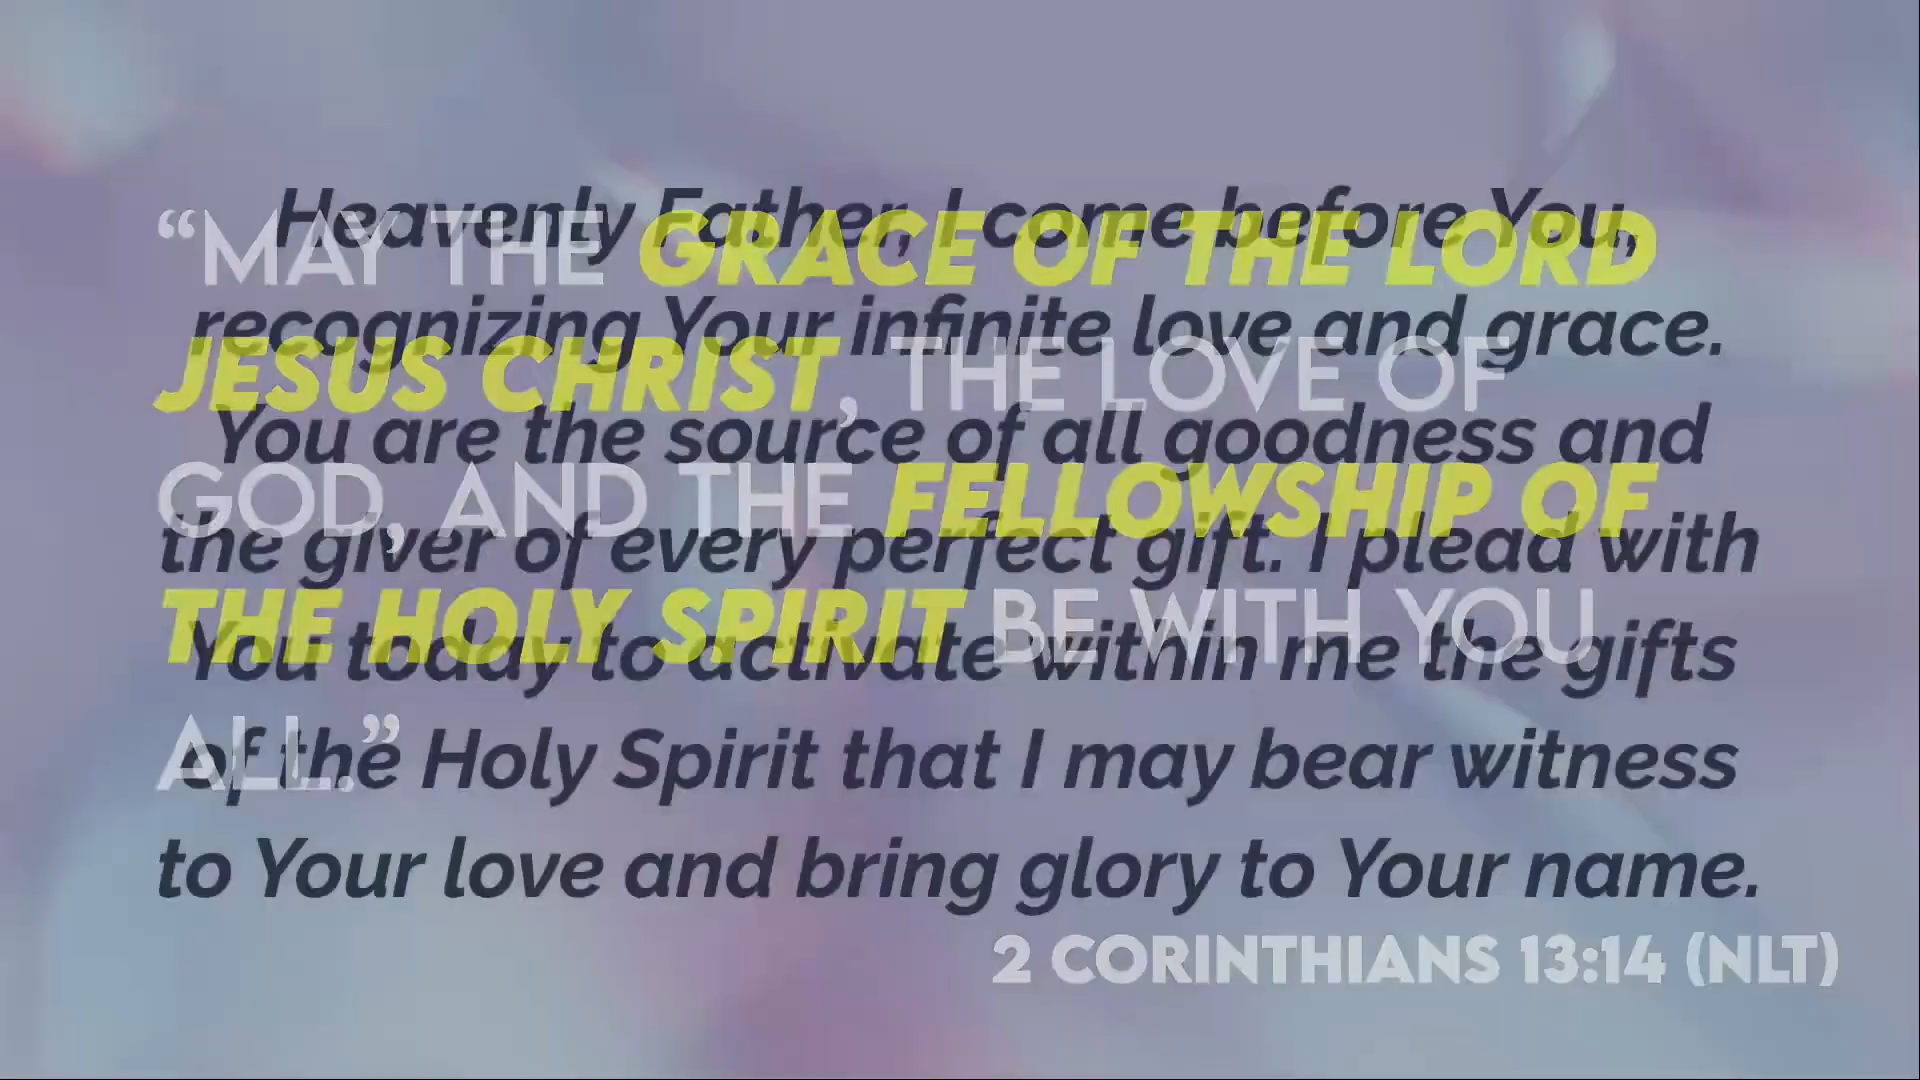 “MAY THE GRACE OF THE LORD
JESUS CHRIST, THE LOVE OF
GOD, AND THE FELLOWSHIP OF
THE HOLY SPIRIT BE WITH YOU
ALL.”
2 CORINTHIANS 13:14 (NLT)
Heavenly Father, I come before You,
recognizing Your infinite love and grace.
You are the source of all goodness and
the giver of every perfect gift. I plead with
You today to activate within me the gifts
of the Holy Spirit that I may bear witness
to Your love and bring glory to Your name.